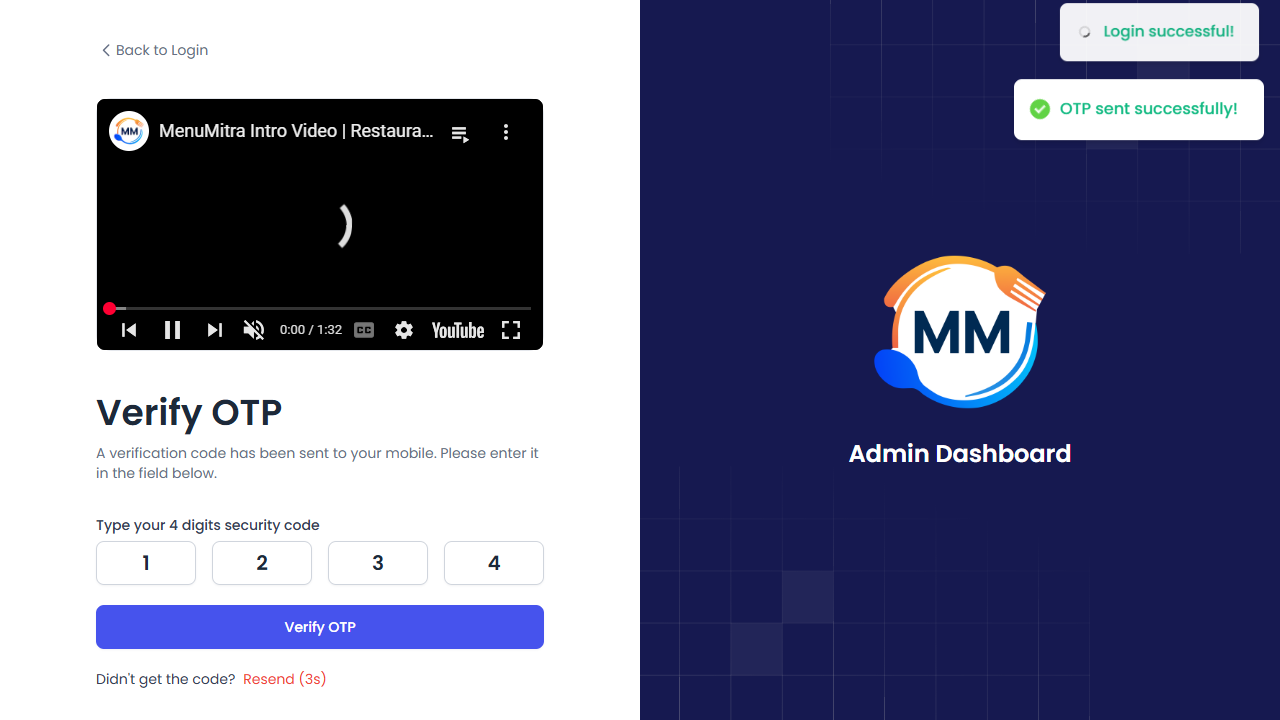 Back to Login
MM
MenuMitra Intro Video | Restaura...
0:00 / 1:32
CC
YouTube
Verify OTP
A verification code has been sent to your mobile. Please enter it
in the field below.
Type your 4 digits security code
1 2 3 4
Verify OTP
Didn't get the code? Resend (3s)
Login successful!
OTP sent successfully!
MM
Admin Dashboard